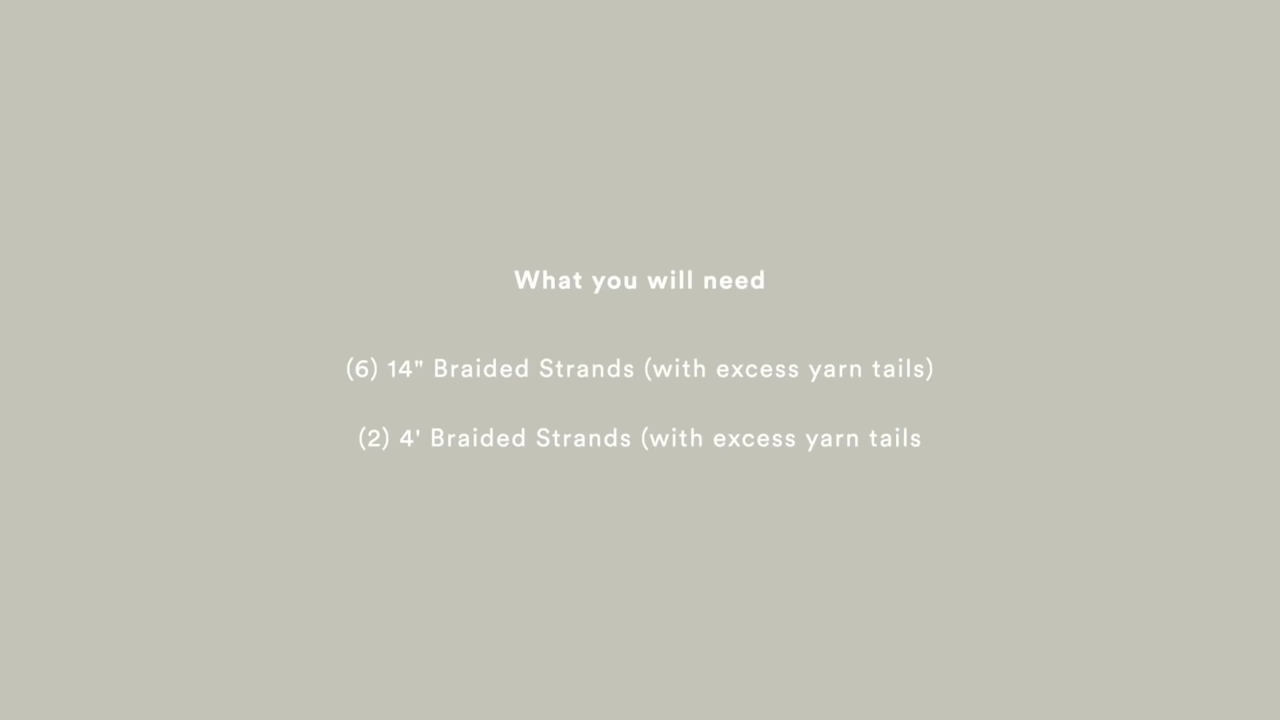 What you will need
(6) 14" Braided Strands (with excess yarn tails)
(2) 4' Braided Strands (with excess yarn tails